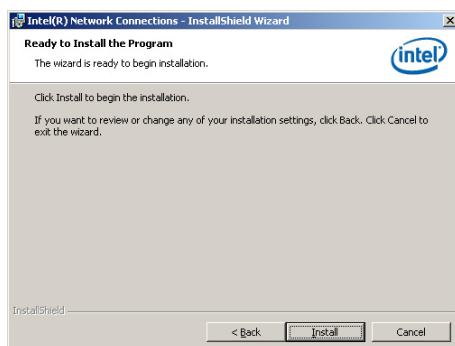 Intel(R) Network Connections - InstallShield Wizard
Ready to Install the Program
The wizard is ready to begin installation.
intel
Click Install to begin the installation.
If you want to review or change any of your installation settings, click Back. Click Cancel to
exit the wizard.
InstallShield
< Back
Install
Cancel